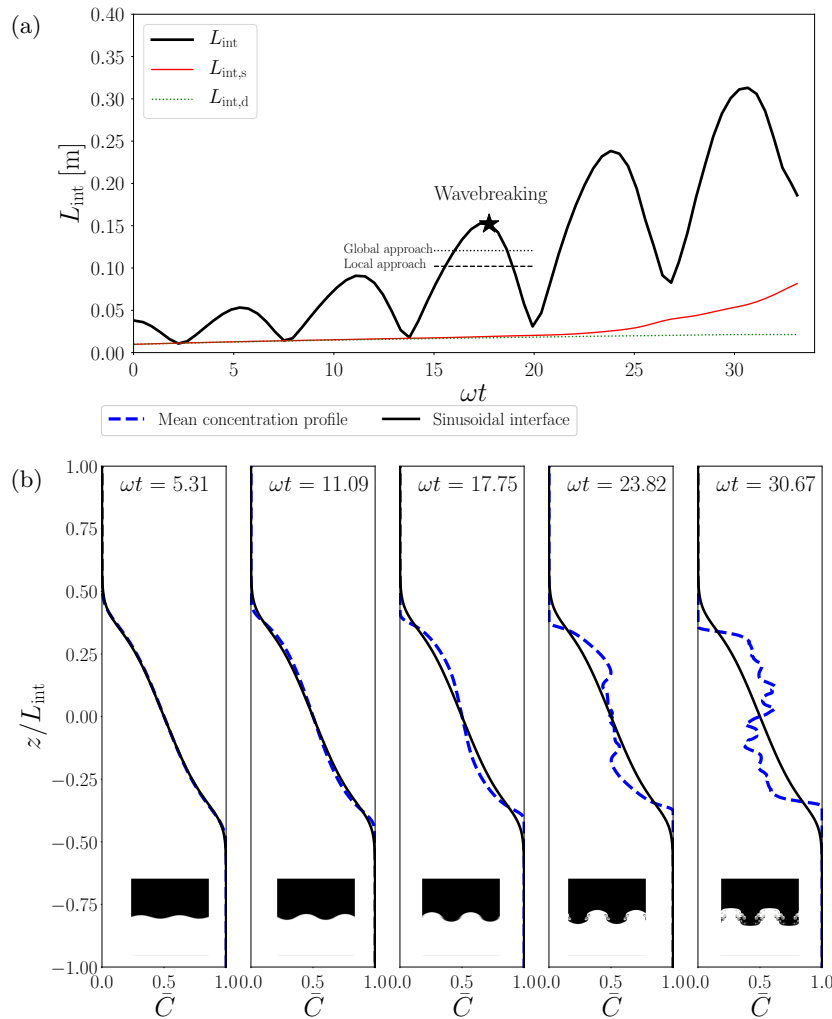 (a)
0.40
0.35
0.30
0.25
0.20
0.15
0.10
0.05
0.00
L_int [m]
L_int
L_int,s
L_int,d
Wavebreaking
Global approach
Local approach
0 5 10 15 20 25 30
ωt
Mean concentration profile Sinusoidal interface
(b)
1.00
0.75
0.50
0.25
0.00
−0.25
−0.50
−0.75
−1.00
z/L_int
ωt = 5.31 ωt = 11.09 ωt = 17.75 ωt = 23.82 ωt = 30.67
0.0 0.5 1.0 0.0 0.5 1.0 0.0 0.5 1.0 0.0 0.5 1.0 0.0 0.5 1.0
C̄ C̄ C̄ C̄ C̄